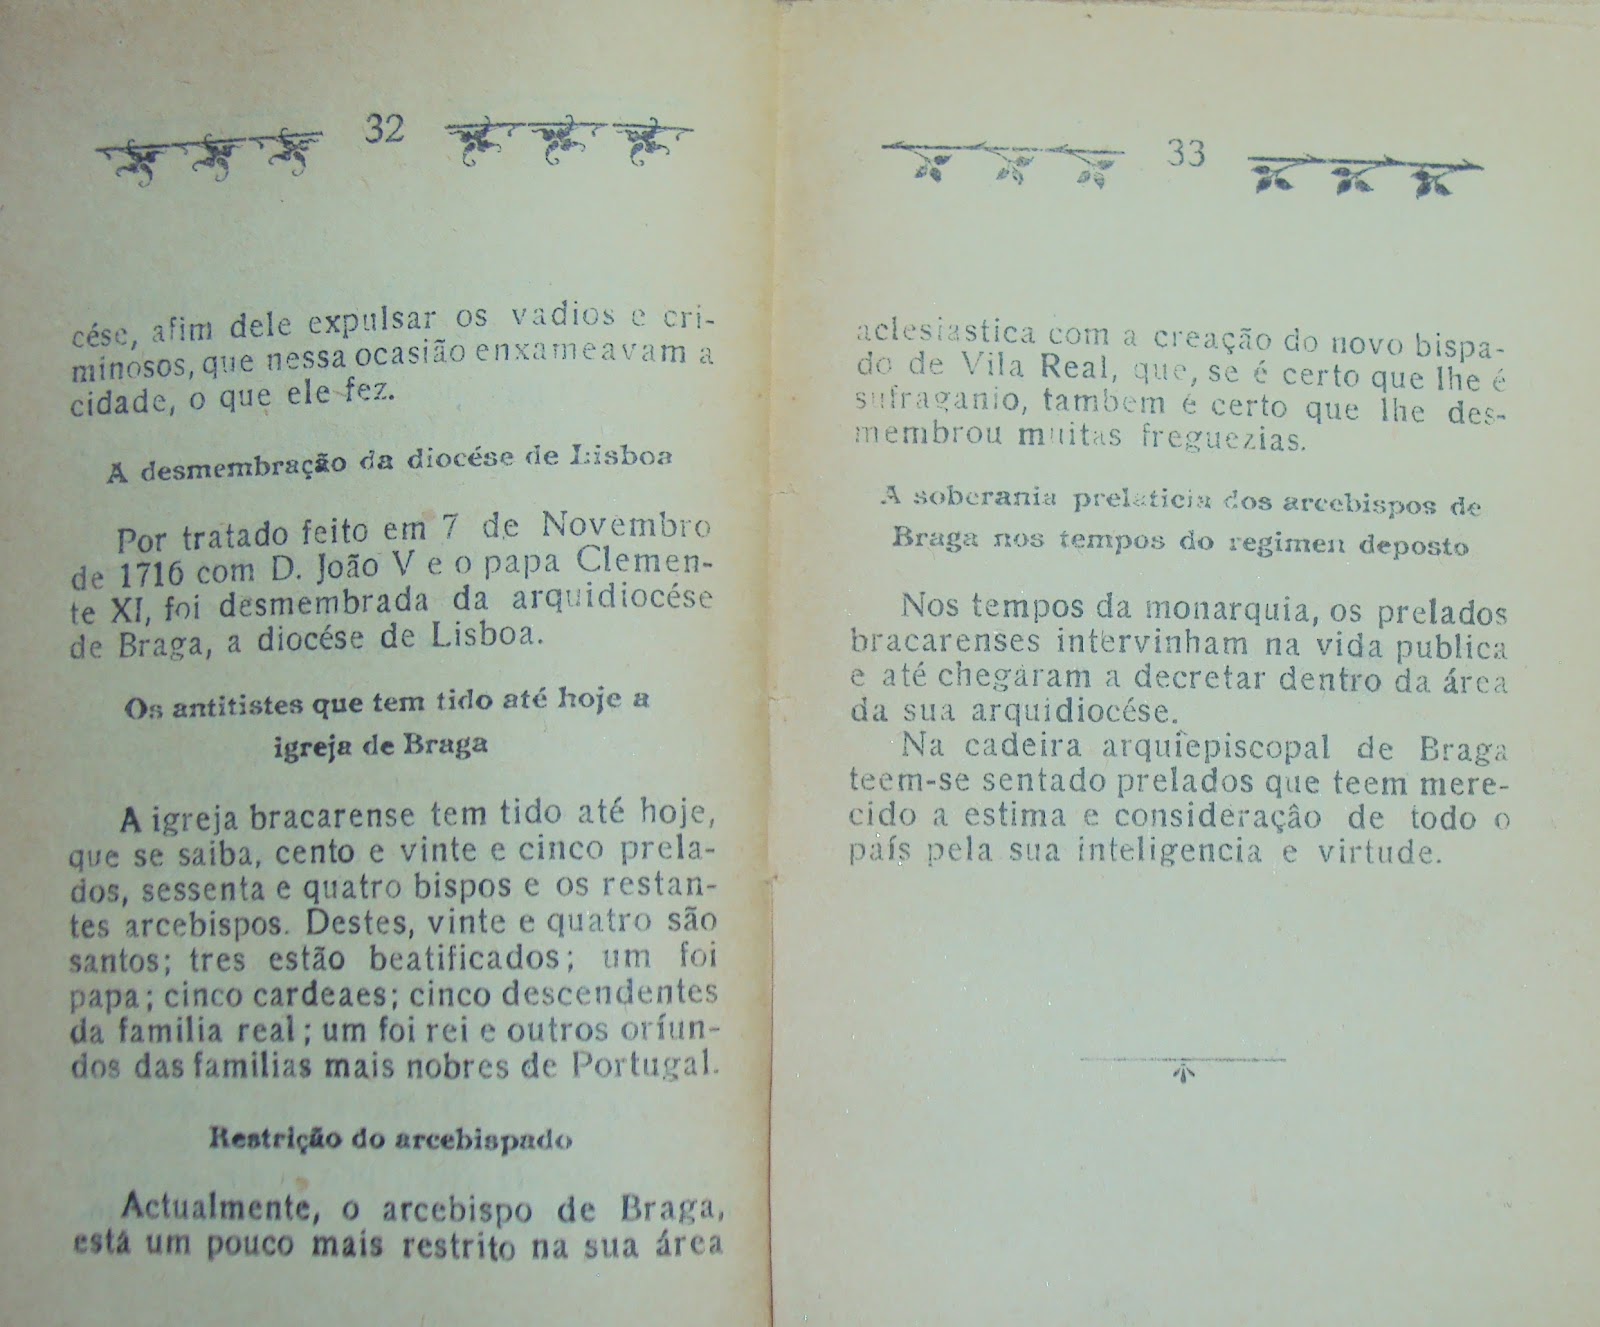 32
césc, afim dele expulsar os vadios e cri-
minosos, que nessa ocasião enxameavam a
cidade, o que ele fez.
A desmembração da diocése de Lisboa
Por tratado feito em 7 de Novembro
de 1716 com D. João V e o papa Clemen-
te XI, foi desmembrada da arquidiocése
de Braga, a diocése de Lisboa.
Os antitistes que tem tido até hoje a
igreja de Braga
A igreja bracarense tem tido até hoje,
que se saiba, cento e vinte e cinco prela-
dos, sessenta e quatro bispos e os restan-
tes arcebispos. Destes, vinte e quatro são
santos; tres estão beatificados; um foi
papa; cinco cardeaes; cinco descendentes
da familia real; um foi rei e outros oríun-
dos das familias mais nobres de Portugal.
Restrição do arcebispado
Actualmente, o arcebispo de Braga,
está um pouco mais restrito na sua área
33
aclesiastica com a creação do novo bispa-
do de Vila Real, que, se é certo que lhe é
sufraganio, tambem é certo que lhe des-
membrou muitas freguezias.
A soberania prelaticia dos arcebispos de
Braga nos tempos do regimen deposto
Nos tempos da monarquia, os prelados
bracarenses intervinham na vida publica
e até chegaram a decretar dentro da área
da sua arquidiocése.
Na cadeira arquiepiscopal de Braga
teem-se sentado prelados que teem mere-
cido a estima e consideração de todo o
país pela sua inteligencia e virtude.